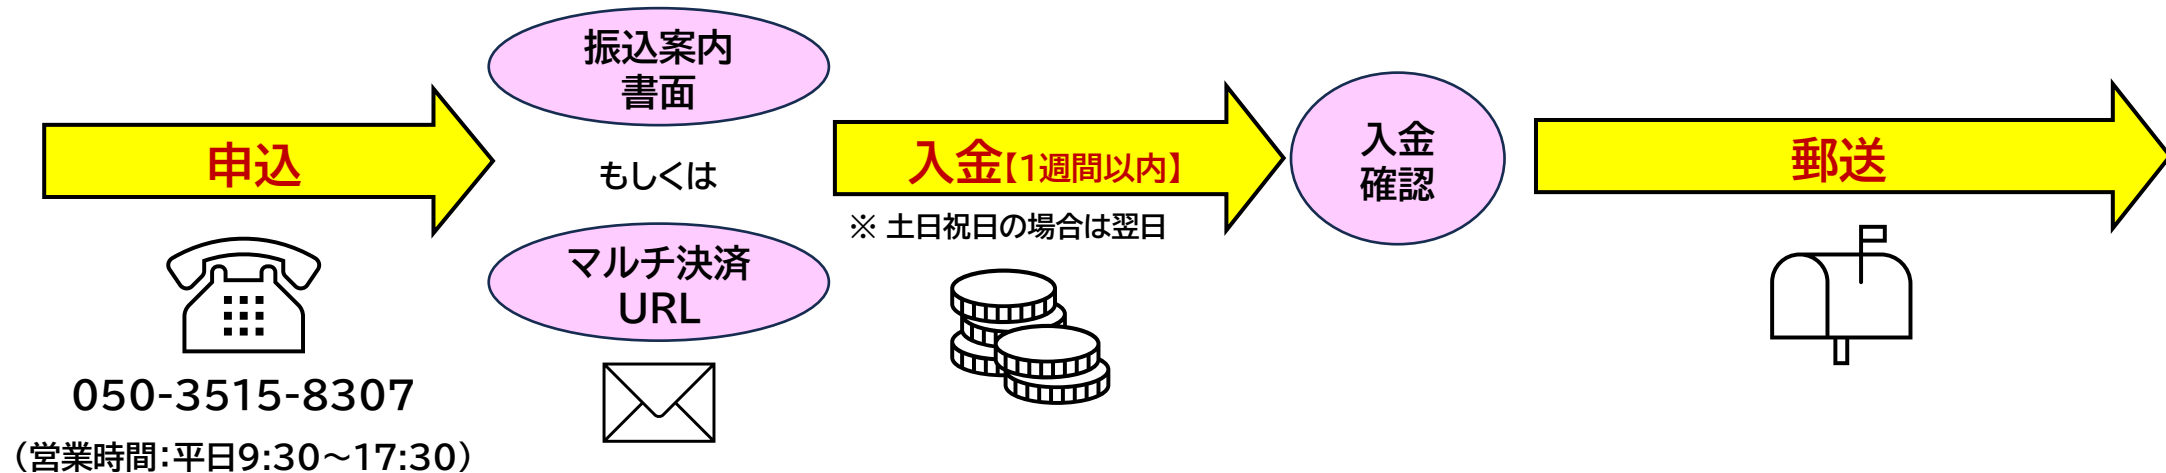 申込
050-3515-8307
（営業時間：平日9:30～17:30）
振込案内
書面
もしくは
マルチ決済
URL
入金【1週間以内】
※ 土日祝日の場合は翌日
入金
確認
郵送